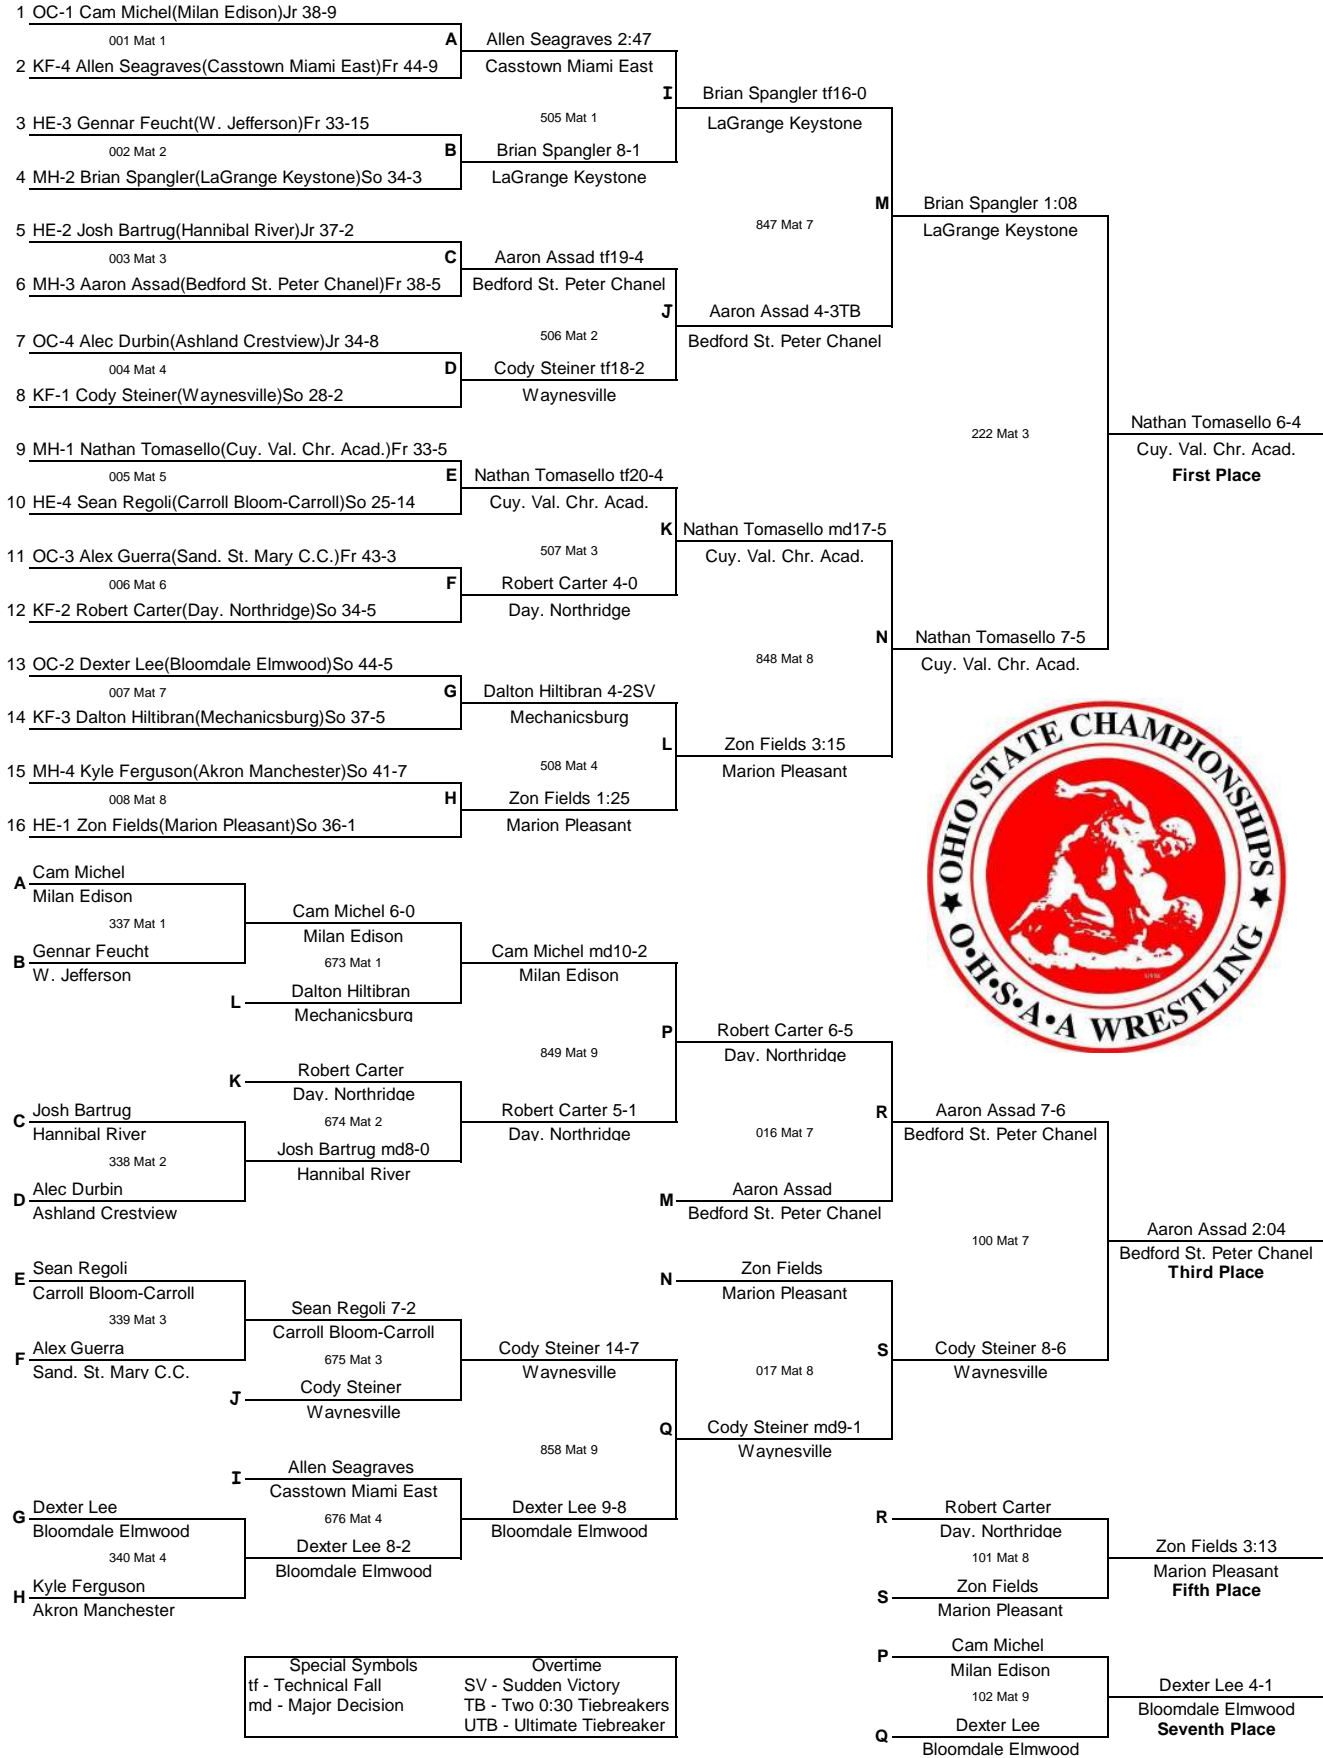 1 OC-1 Cam Michel(Milan Edison)Jr 38-9
001 Mat 1
A
2 KF-4 Allen Seagraves(Casstown Miami East)Fr 44-9
Allen Seagraves 2:47
Casstown Miami East
3 HE-3 Gennar Feucht(W. Jefferson)Fr 33-15
002 Mat 2
B
4 MH-2 Brian Spangler(LaGrange Keystone)So 34-3
505 Mat 1
I
Brian Spangler 8-1
LaGrange Keystone
Brian Spangler tf16-0
LaGrange Keystone
5 HE-2 Josh Bartrug(Hannibal River)Jr 37-2
003 Mat 3
C
6 MH-3 Aaron Assad(Bedford St. Peter Chanel)Fr 38-5
Aaron Assad tf19-4
Bedford St. Peter Chanel
7 OC-4 Alec Durbin(Ashland Crestview)Jr 34-8
004 Mat 4
D
8 KF-1 Cody Steiner(Waynesville)So 28-2
506 Mat 2
J
Cody Steiner tf18-2
Waynesville
Aaron Assad 4-3TB
Bedford St. Peter Chanel
847 Mat 7
M
Brian Spangler 1:08
LaGrange Keystone
9 MH-1 Nathan Tomasello(Cuy. Val. Chr. Acad.)Fr 33-5
005 Mat 5
E
10 HE-4 Sean Regoli(Carroll Bloom-Carroll)So 25-14
Nathan Tomasello tf20-4
Cuy. Val. Chr. Acad.
11 OC-3 Alex Guerra(Sand. St. Mary C.C.)Fr 43-3
006 Mat 6
F
12 KF-2 Robert Carter(Day. Northridge)So 34-5
507 Mat 3
K
Robert Carter 4-0
Day. Northridge
Nathan Tomasello md17-5
Cuy. Val. Chr. Acad.
222 Mat 3
Nathan Tomasello 6-4
Cuy. Val. Chr. Acad.
First Place
13 OC-2 Dexter Lee(Bloomdale Elmwood)So 44-5
007 Mat 7
G
14 KF-3 Dalton Hiltibran(Mechanicsburg)So 37-5
Dalton Hiltibran 4-2SV
Mechanicsburg
15 MH-4 Kyle Ferguson(Akron Manchester)So 41-7
008 Mat 8
H
16 HE-1 Zon Fields(Marion Pleasant)So 36-1
508 Mat 4
L
Zon Fields 1:25
Marion Pleasant
Zon Fields 3:15
Marion Pleasant
848 Mat 8
N
Nathan Tomasello 7-5
Cuy. Val. Chr. Acad.
OHIO STATE CHAMPIONSHIPS
O•H•S•A•A WRESTLING
A Cam Michel
Milan Edison
337 Mat 1
B Gennar Feucht
W. Jefferson
Cam Michel 6-0
Milan Edison
673 Mat 1
L Dalton Hiltibran
Mechanicsburg
Cam Michel md10-2
Milan Edison
849 Mat 9
P
K Robert Carter
Day. Northridge
674 Mat 2
C Josh Bartrug
Hannibal River
338 Mat 2
D Alec Durbin
Ashland Crestview
Josh Bartrug md8-0
Hannibal River
Robert Carter 5-1
Day. Northridge
Robert Carter 6-5
Day. Northridge
016 Mat 7
R
M Aaron Assad
Bedford St. Peter Chanel
Aaron Assad 7-6
Bedford St. Peter Chanel
100 Mat 7
Aaron Assad 2:04
Bedford St. Peter Chanel
Third Place
E Sean Regoli
Carroll Bloom-Carroll
339 Mat 3
F Alex Guerra
Sand. St. Mary C.C.
Sean Regoli 7-2
Carroll Bloom-Carroll
675 Mat 3
J Cody Steiner
Waynesville
Cody Steiner 14-7
Waynesville
858 Mat 9
Q
I Allen Seagraves
Casstown Miami East
676 Mat 4
G Dexter Lee
Bloomdale Elmwood
340 Mat 4
H Kyle Ferguson
Akron Manchester
Dexter Lee 8-2
Bloomdale Elmwood
Dexter Lee 9-8
Bloomdale Elmwood
N Zon Fields
Marion Pleasant
017 Mat 8
S
Cody Steiner md9-1
Waynesville
Cody Steiner 8-6
Waynesville
R Robert Carter
Day. Northridge
101 Mat 8
S Zon Fields
Marion Pleasant
Zon Fields 3:13
Marion Pleasant
Fifth Place
P Cam Michel
Milan Edison
102 Mat 9
Q Dexter Lee
Bloomdale Elmwood
Dexter Lee 4-1
Bloomdale Elmwood
Seventh Place
Special Symbols Overtime
tf - Technical Fall SV - Sudden Victory
md - Major Decision TB - Two 0:30 Tiebreakers
UTB - Ultimate Tiebreaker